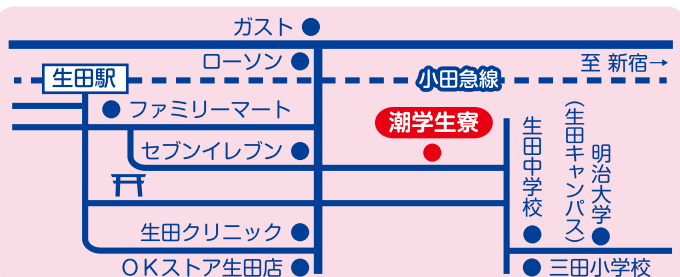 ガスト
ローソン
至 新宿→
生田駅
小田急線
ファミリーマート
潮学生寮
セブンイレブン
生田中学校
明治大学
（生田キャンパス）
生田クリニック
OKストア生田店
三田小学校